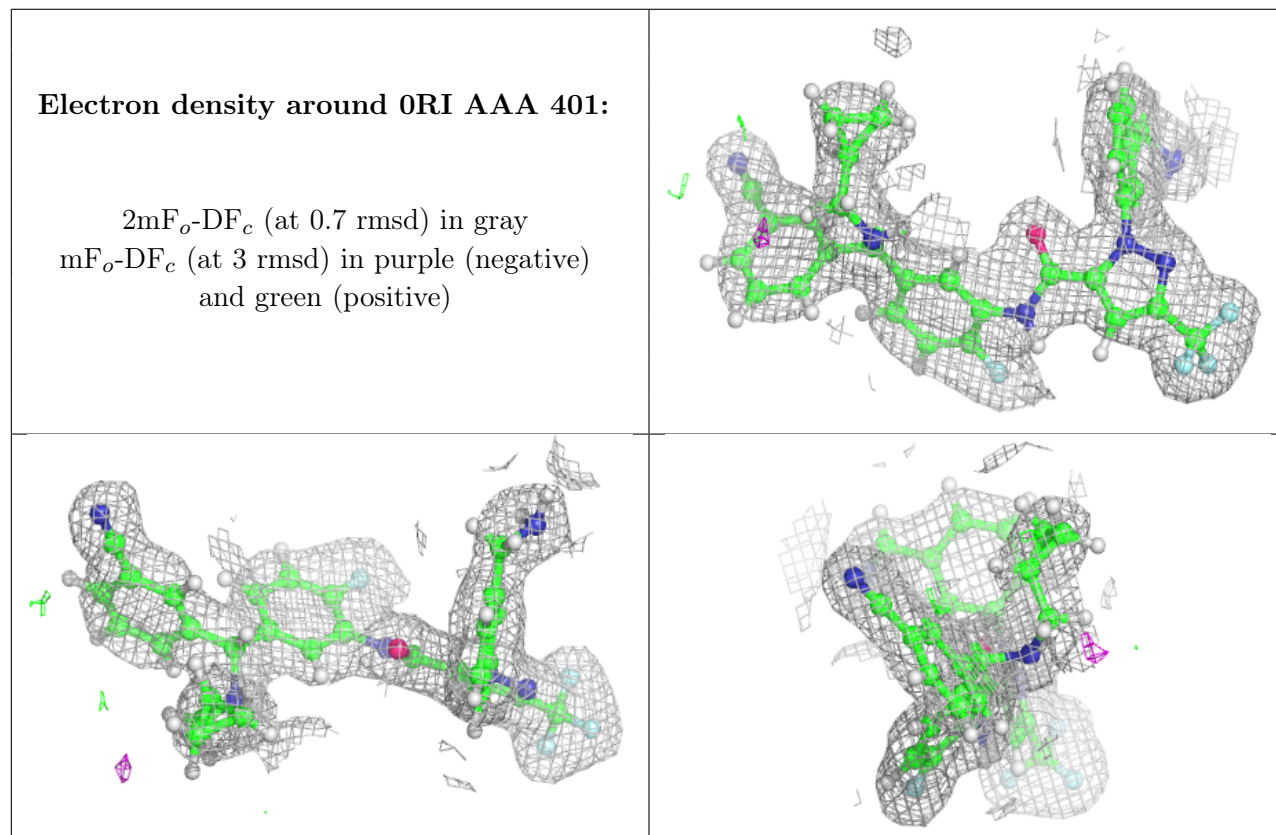 Electron density around 0RI AAA 401:
2mFo-DFc (at 0.7 rmsd) in gray
mFo-DFc (at 3 rmsd) in purple (negative)
and green (positive)